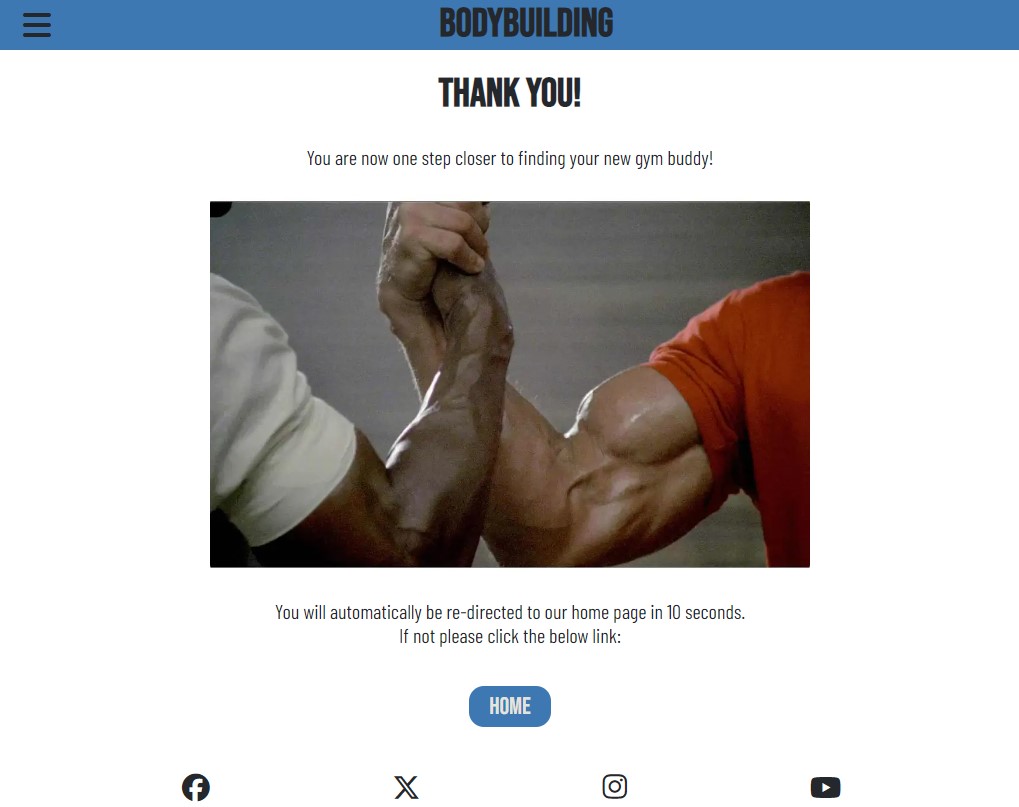 BODYBUILDING
THANK YOU!
You are now one step closer to finding your new gym buddy!
You will automatically be re-directed to our home page in 10 seconds.
If not please click the below link:
HOME